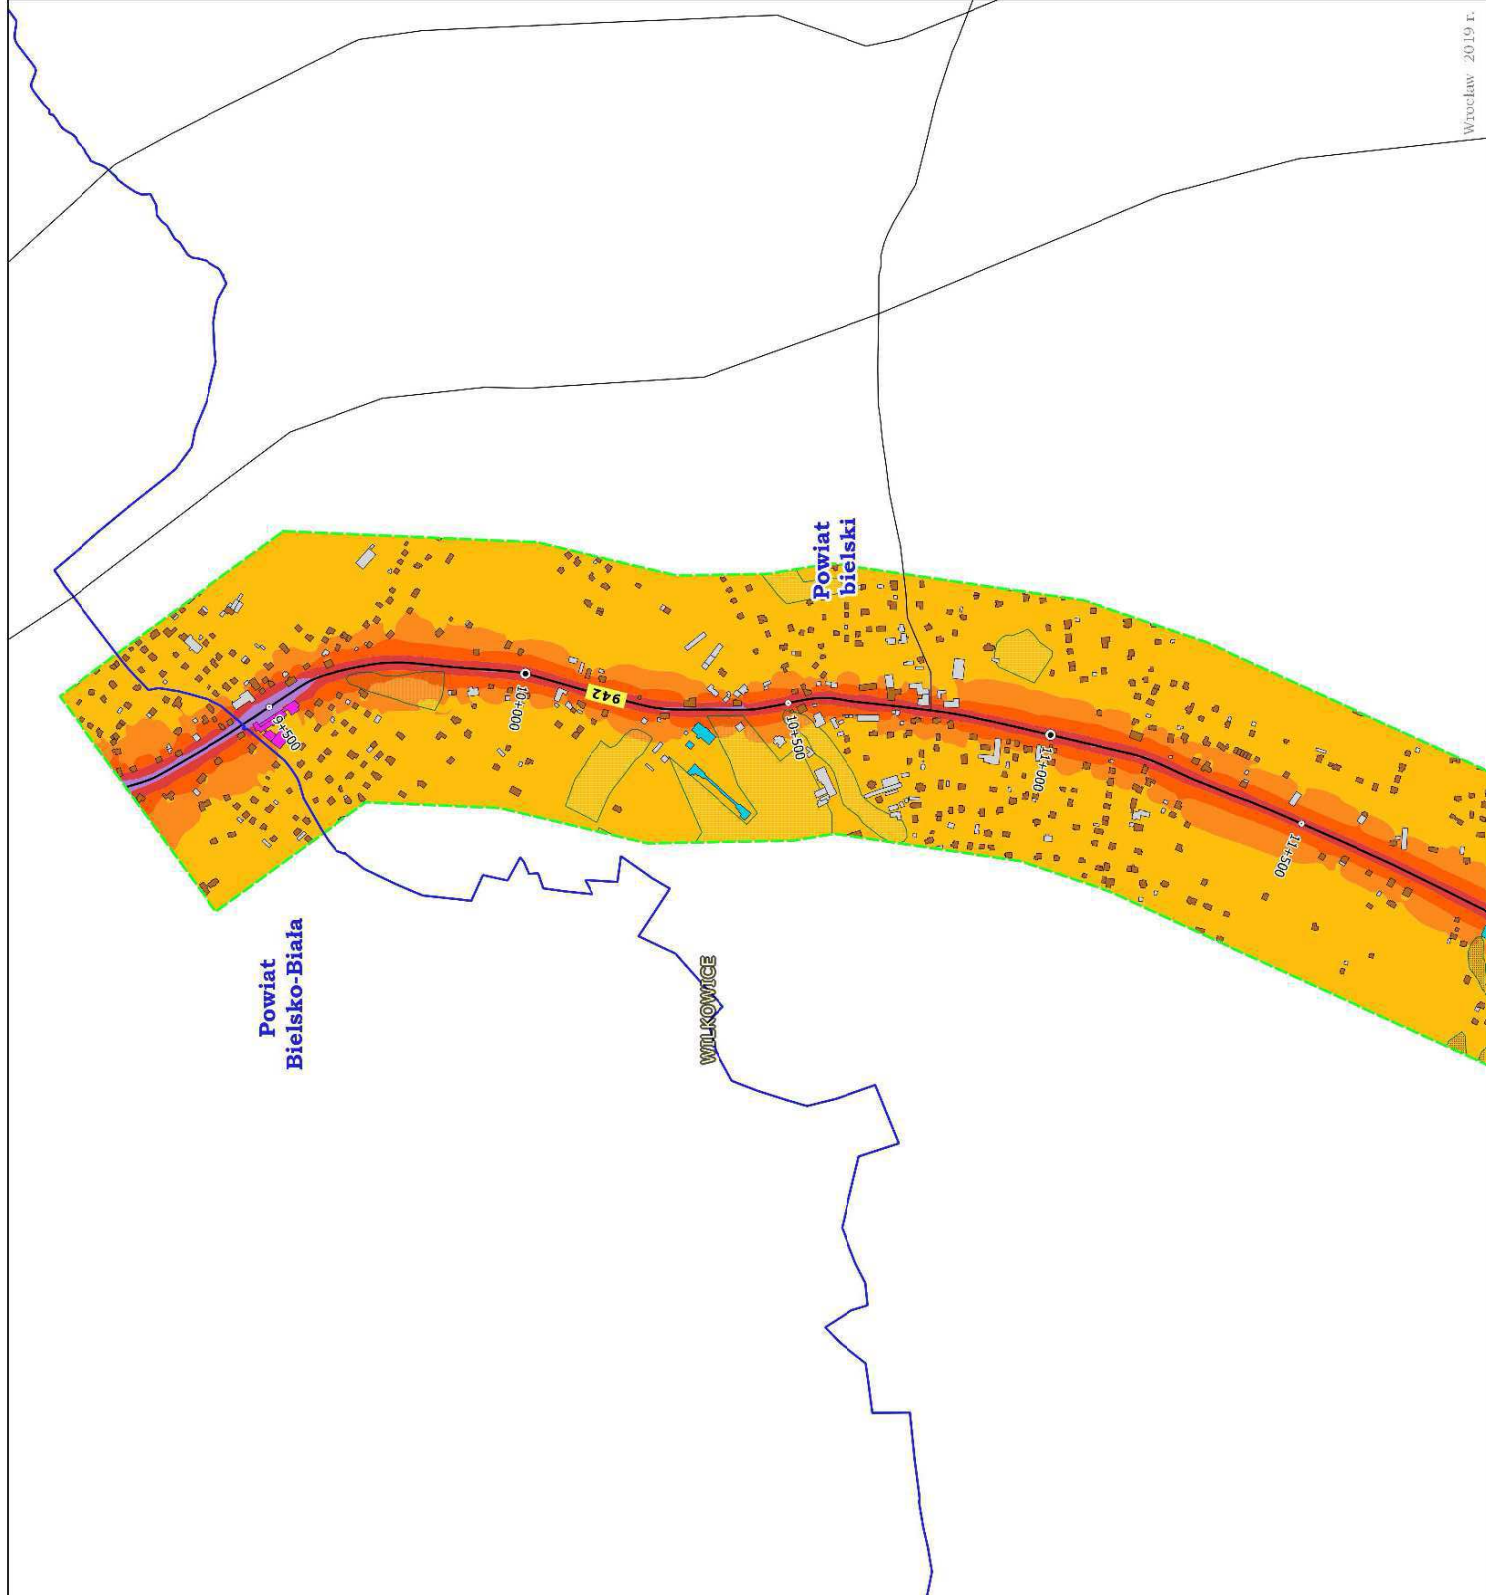 Wrocław 2019 r.
Powiat
bielski
9+500
10+000
942
10+500
11+000
11+500
Powiat
Bielsko-Biała
WILKOWICE